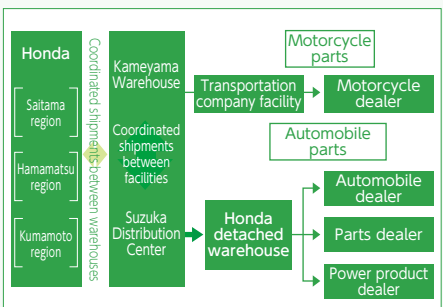 Honda
Saitama
region
Hamamatsu
region
Kumamoto
region
Coordinated shipments between warehouses
Kameyama
Warehouse
Coordinated
shipments
between
facilities
Suzuka
Distribution
Center
Motorcycle
parts
Transportation
company facility
Motorcycle
dealer
Automobile
parts
Honda
detached
warehouse
Automobile
dealer
Parts dealer
Power product
dealer